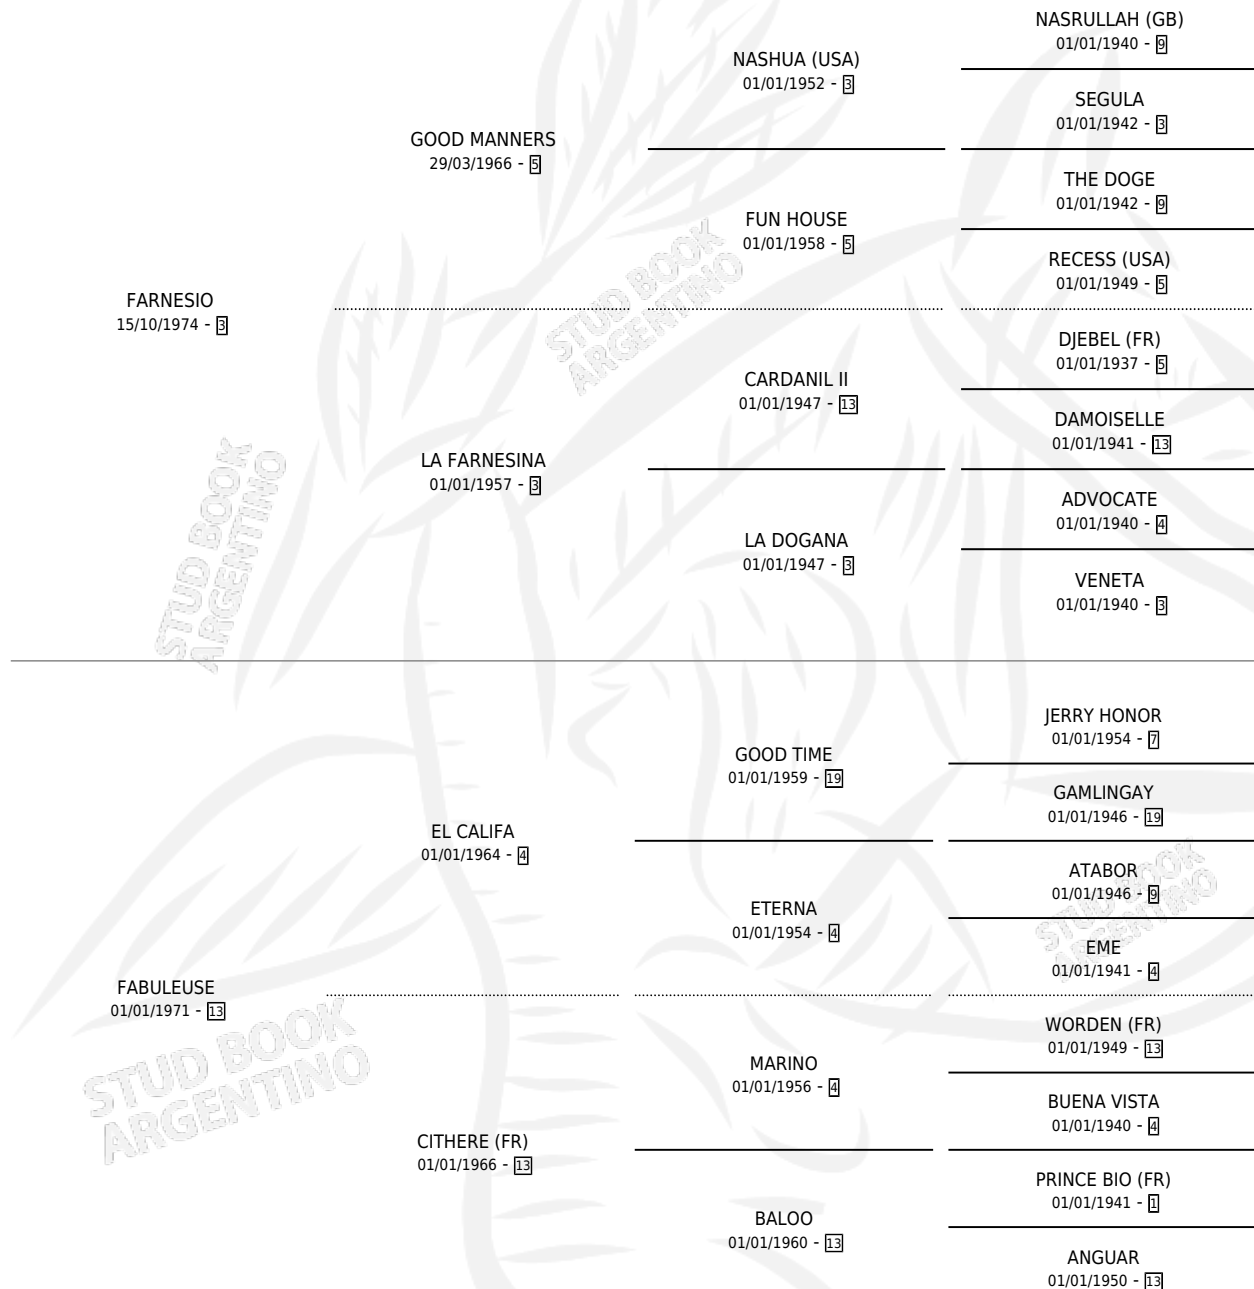 NASRULLAH (GB)
01/01/1940 - 9
NASHUA (USA)
01/01/1952 - 3
SEGULA
01/01/1942 - 3
GOOD MANNERS
29/03/1966 - 5
THE DOGE
01/01/1942 - 9
FUN HOUSE
01/01/1958 - 5
RECESS (USA)
01/01/1949 - 5
FARNESIO
15/10/1974 - 3
DJEBEL (FR)
01/01/1937 - 5
CARDANIL II
01/01/1947 - 13
DAMOISELLE
01/01/1941 - 13
LA FARNESINA
01/01/1957 - 3
ADVOCATE
01/01/1940 - 4
LA DOGANA
01/01/1947 - 3
VENETA
01/01/1940 - 3
JERRY HONOR
01/01/1954 - 7
GOOD TIME
01/01/1959 - 19
GAMLINGAY
01/01/1946 - 19
EL CALIFA
01/01/1964 - 4
ATABOR
01/01/1946 - 9
ETERNA
01/01/1954 - 4
EME
01/01/1941 - 4
FABULEUSE
01/01/1971 - 13
WORDEN (FR)
01/01/1949 - 13
MARINO
01/01/1956 - 4
BUENA VISTA
01/01/1940 - 4
CITHERE (FR)
01/01/1966 - 13
PRINCE BIO (FR)
01/01/1941 - 1
BALOO
01/01/1960 - 13
ANGUAR
01/01/1950 - 13
STUD BOOK
ARGENTINO
STUD BOOK
ARGENTINO
STUD BOOK
ARGENTINO
STUD BOOK
ARGENTINO